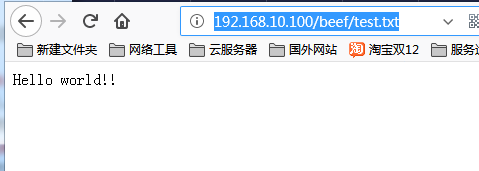 192.168.10.100/beef/test.txt
新建文件夹 网络工具 云服务器 国外网站 淘 淘宝双12 服务
Hello world!!